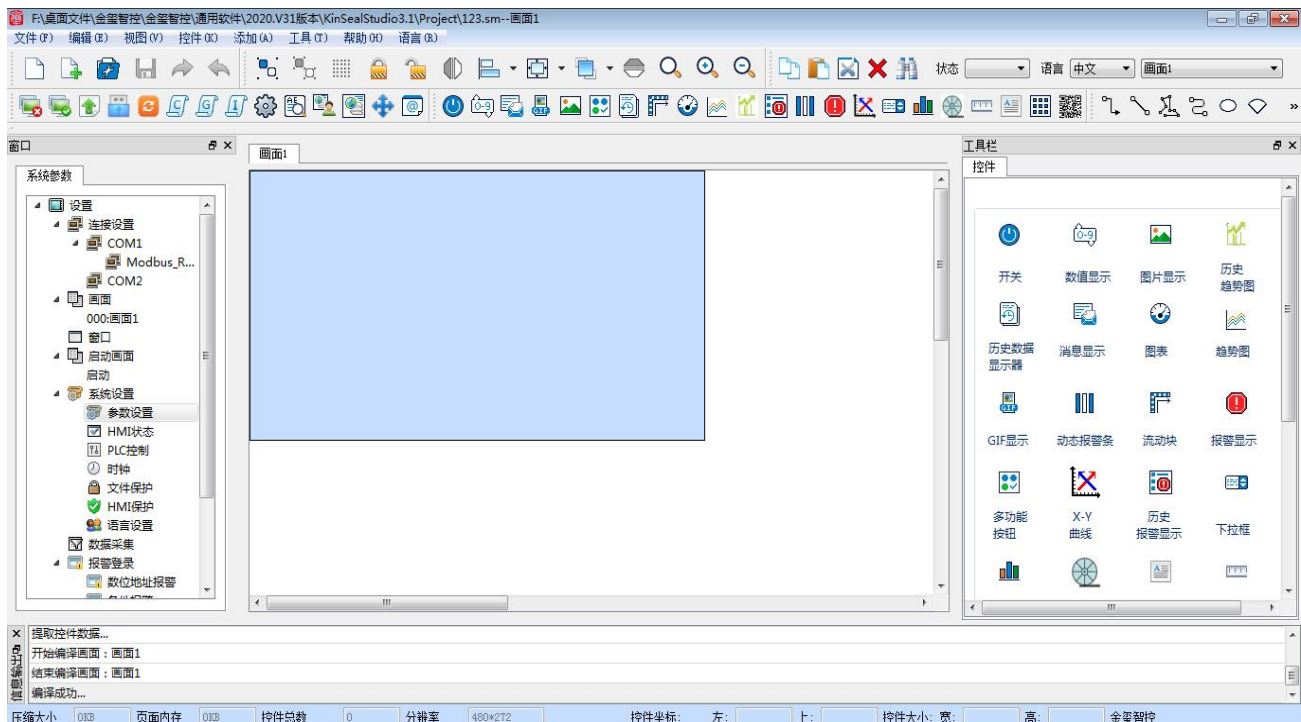 F:\桌面文件\金玺智控\金玺智控\通用软件\2020.V31版本\KinSealStudio3.1\Project\123.sm--画面1
文件(F) 编辑(E) 视图(V) 控件(K) 添加(A) 工具(T) 帮助(H) 语言(R)
状态 语言 中文 画面1
窗口
画面1
工具栏
系统参数
控件
设置
连接设置
COM1
Modbus_R...
COM2
画面
000:画面1
窗口
启动画面
启动
系统设置
参数设置
HMI状态
PLC控制
时钟
文件保护
HMI保护
语言设置
数据采集
报警登录
数位地址报警
开关 数值显示 图片显示 历史
趋势图
历史数据
显示器 消息显示 图表 趋势图
GIF显示 动态报警条 流动块 报警显示
多功能
按钮 X-Y
曲线 历史
报警显示 下拉框
信息输出
提取控件数据...
开始编译画面：画面1
结束编译画面：画面1
编译成功...
压缩大小 0KB 页面内存 0KB 控件总数 0 分辨率 480*272 控件坐标: 左: 上: 控件大小: 宽: 高: 金玺智控